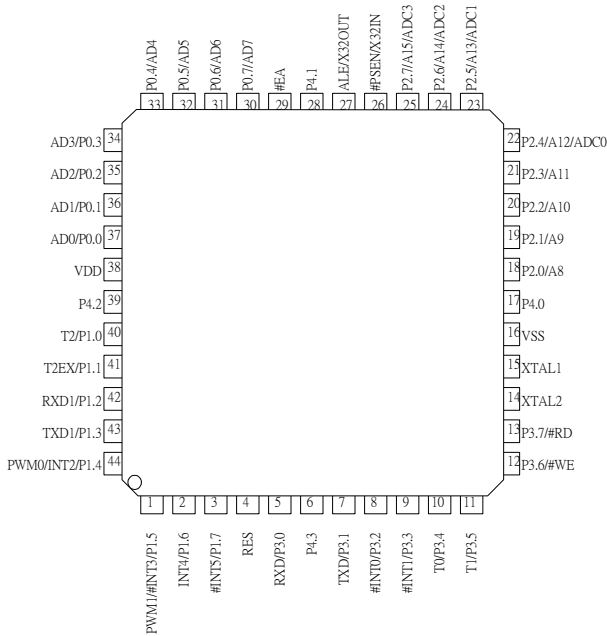 P0.4/AD4
P0.5/AD5
P0.6/AD6
P0.7/AD7
#EA
P4.1
ALE/X32OUT
#PSEN/X32IN
P2.7/A15/ADC3
P2.6/A14/ADC2
P2.5/A13/ADC1
33 32 31 30 29 28 27 26 25 24 23
AD3/P0.3 34 22 P2.4/A12/ADC0
AD2/P0.2 35 21 P2.3/A11
AD1/P0.1 36 20 P2.2/A10
AD0/P0.0 37 19 P2.1/A9
VDD 38 18 P2.0/A8
P4.2 39 17 P4.0
T2/P1.0 40 16 VSS
T2EX/P1.1 41 15 XTAL1
RXD1/P1.2 42 14 XTAL2
TXD1/P1.3 43 13 P3.7/#RD
PWM0/INT2/P1.4 44 12 P3.6/#WE
1 2 3 4 5 6 7 8 9 10 11
PWM1/#INT3/P1.5
INT4/P1.6
#INT5/P1.7
RES
RXD/P3.0
P4.3
TXD/P3.1
#INT0/P3.2
#INT1/P3.3
T0/P3.4
T1/P3.5